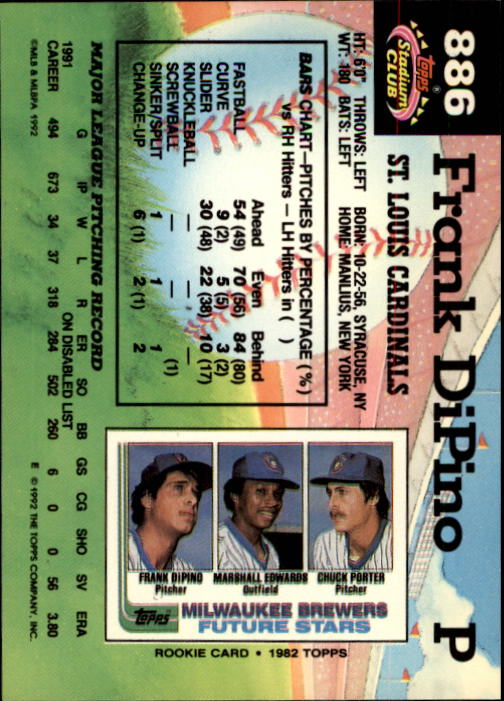 886
Topps®
Stadium
CLUB
Frank DiPino P
ST. LOUIS CARDINALS
HT: 6'0" THROWS: LEFT BORN: 10-22-56, SYRACUSE, NY
WT: 180 BATS: LEFT HOME: MANLIUS, NEW YORK
BARS CHART—PITCHES BY PERCENTAGE (%)
vs RH Hitters — LH Hitters in ( )
Ahead Even Behind
FASTBALL 54 (49) 70 (56) 84 (80)
CURVE 9 (2) 5 (5) 3 (2)
SLIDER 30 (48) 22 (38) 10 (17)
KNUCKLEBALL — — —
SCREWBALL — — — (1)
SINKER/SPLIT 1 1 1
CHANGE-UP 6 (1) 2 (1) 2
MAJOR LEAGUE PITCHING RECORD
G IP W L R ER SO BB GS CG SHO SV ERA
1991 ON DISABLED LIST
CAREER 494 673 34 37 318 284 502 260 6 0 0 56 3.80
©MLB & MLBPA 1992 E ©1992 THE TOPPS COMPANY, INC.
FRANK DiPINO
Pitcher
MARSHALL EDWARDS
Outfield
CHUCK PORTER
Pitcher
Topps
MILWAUKEE BREWERS
FUTURE STARS
ROOKIE CARD • 1982 TOPPS